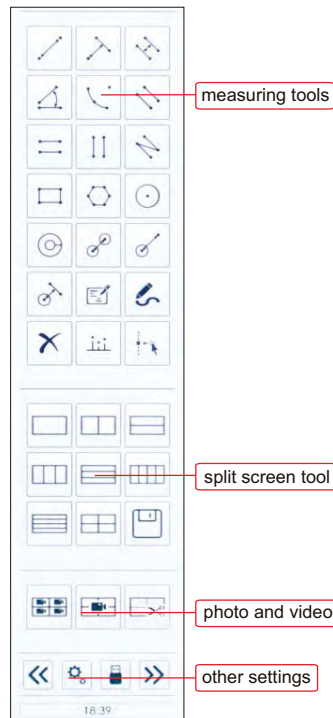 measuring tools
split screen tool
photo and video
other settings
18:39